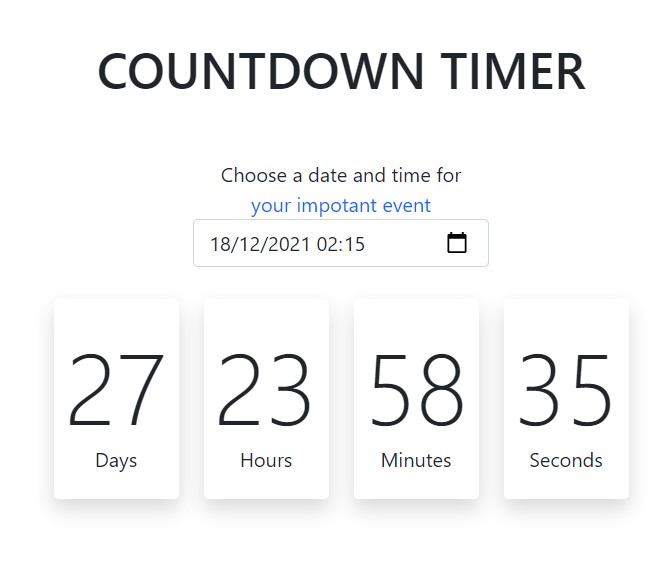 COUNTDOWN TIMER
Choose a date and time for
your impotant event
18/12/2021 02:15
27 23 58 35
Days Hours Minutes Seconds